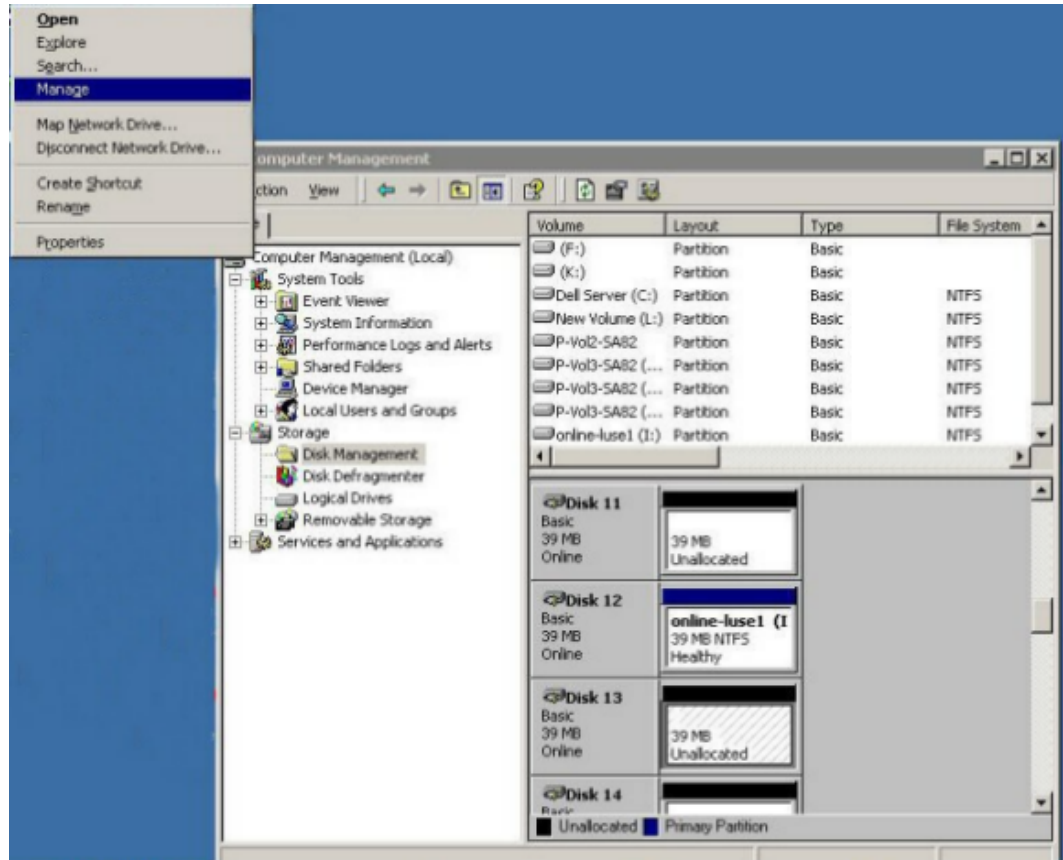 Open
Explore
Search...
Manage
Map Network Drive...
Disconnect Network Drive...
Create Shortcut
Rename
Properties
omputer Management
ction View
Computer Management (Local)
System Tools
Event Viewer
System Information
Performance Logs and Alerts
Shared Folders
Device Manager
Local Users and Groups
Storage
Disk Management
Disk Defragmenter
Logical Drives
Removable Storage
Services and Applications
Volume Layout Type File System
(F:) Partition Basic
(K:) Partition Basic
Dell Server (C:) Partition Basic NTFS
New Volume (L:) Partition Basic NTFS
P-Vol2-SA82 Partition Basic NTFS
P-Vol3-SA82 (... Partition Basic NTFS
P-Vol3-SA82 (... Partition Basic NTFS
online-luse1 (I:) Partition Basic NTFS
Disk 11
Basic
39 MB
Online
39 MB
Unallocated
Disk 12
Basic
39 MB
Online
online-luse1 (I
39 MB NTFS
Healthy
Disk 13
Basic
39 MB
Online
39 MB
Unallocated
Disk 14
Basic
Unallocated Primary Partition